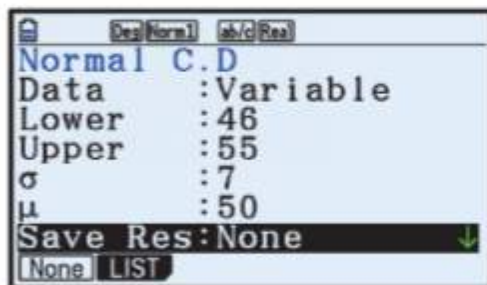 Deg Norm1 ab/c Real
Normal C.D
Data :Variable
Lower :46
Upper :55
σ :7
μ :50
Save Res:None
None LIST